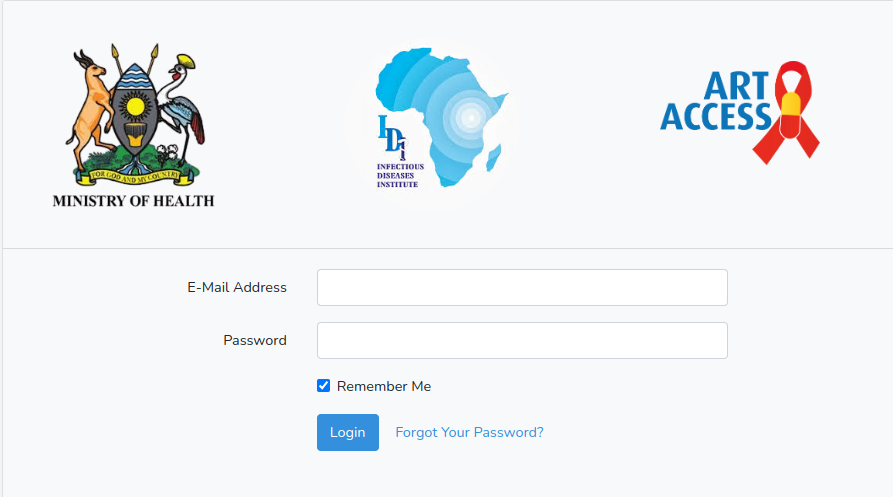 FOR GOD AND MY COUNTRY
MINISTRY OF HEALTH
IDI
INFECTIOUS
DISEASES
INSTITUTE
ART
ACCESS
E-Mail Address
Password
Remember Me
Login Forgot Your Password?